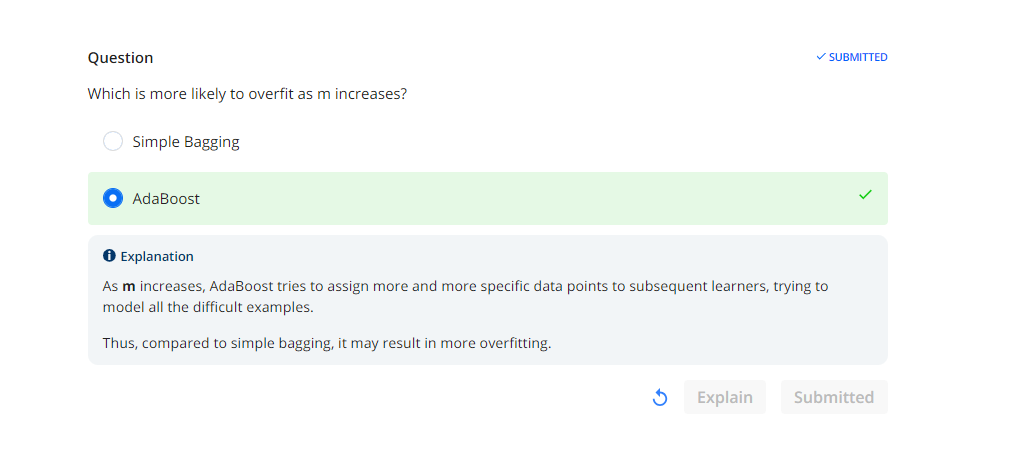 Question
SUBMITTED
Which is more likely to overfit as m increases?
Simple Bagging
AdaBoost
Explanation
As m increases, AdaBoost tries to assign more and more specific data points to subsequent learners, trying to
model all the difficult examples.
Thus, compared to simple bagging, it may result in more overfitting.
Explain
Submitted